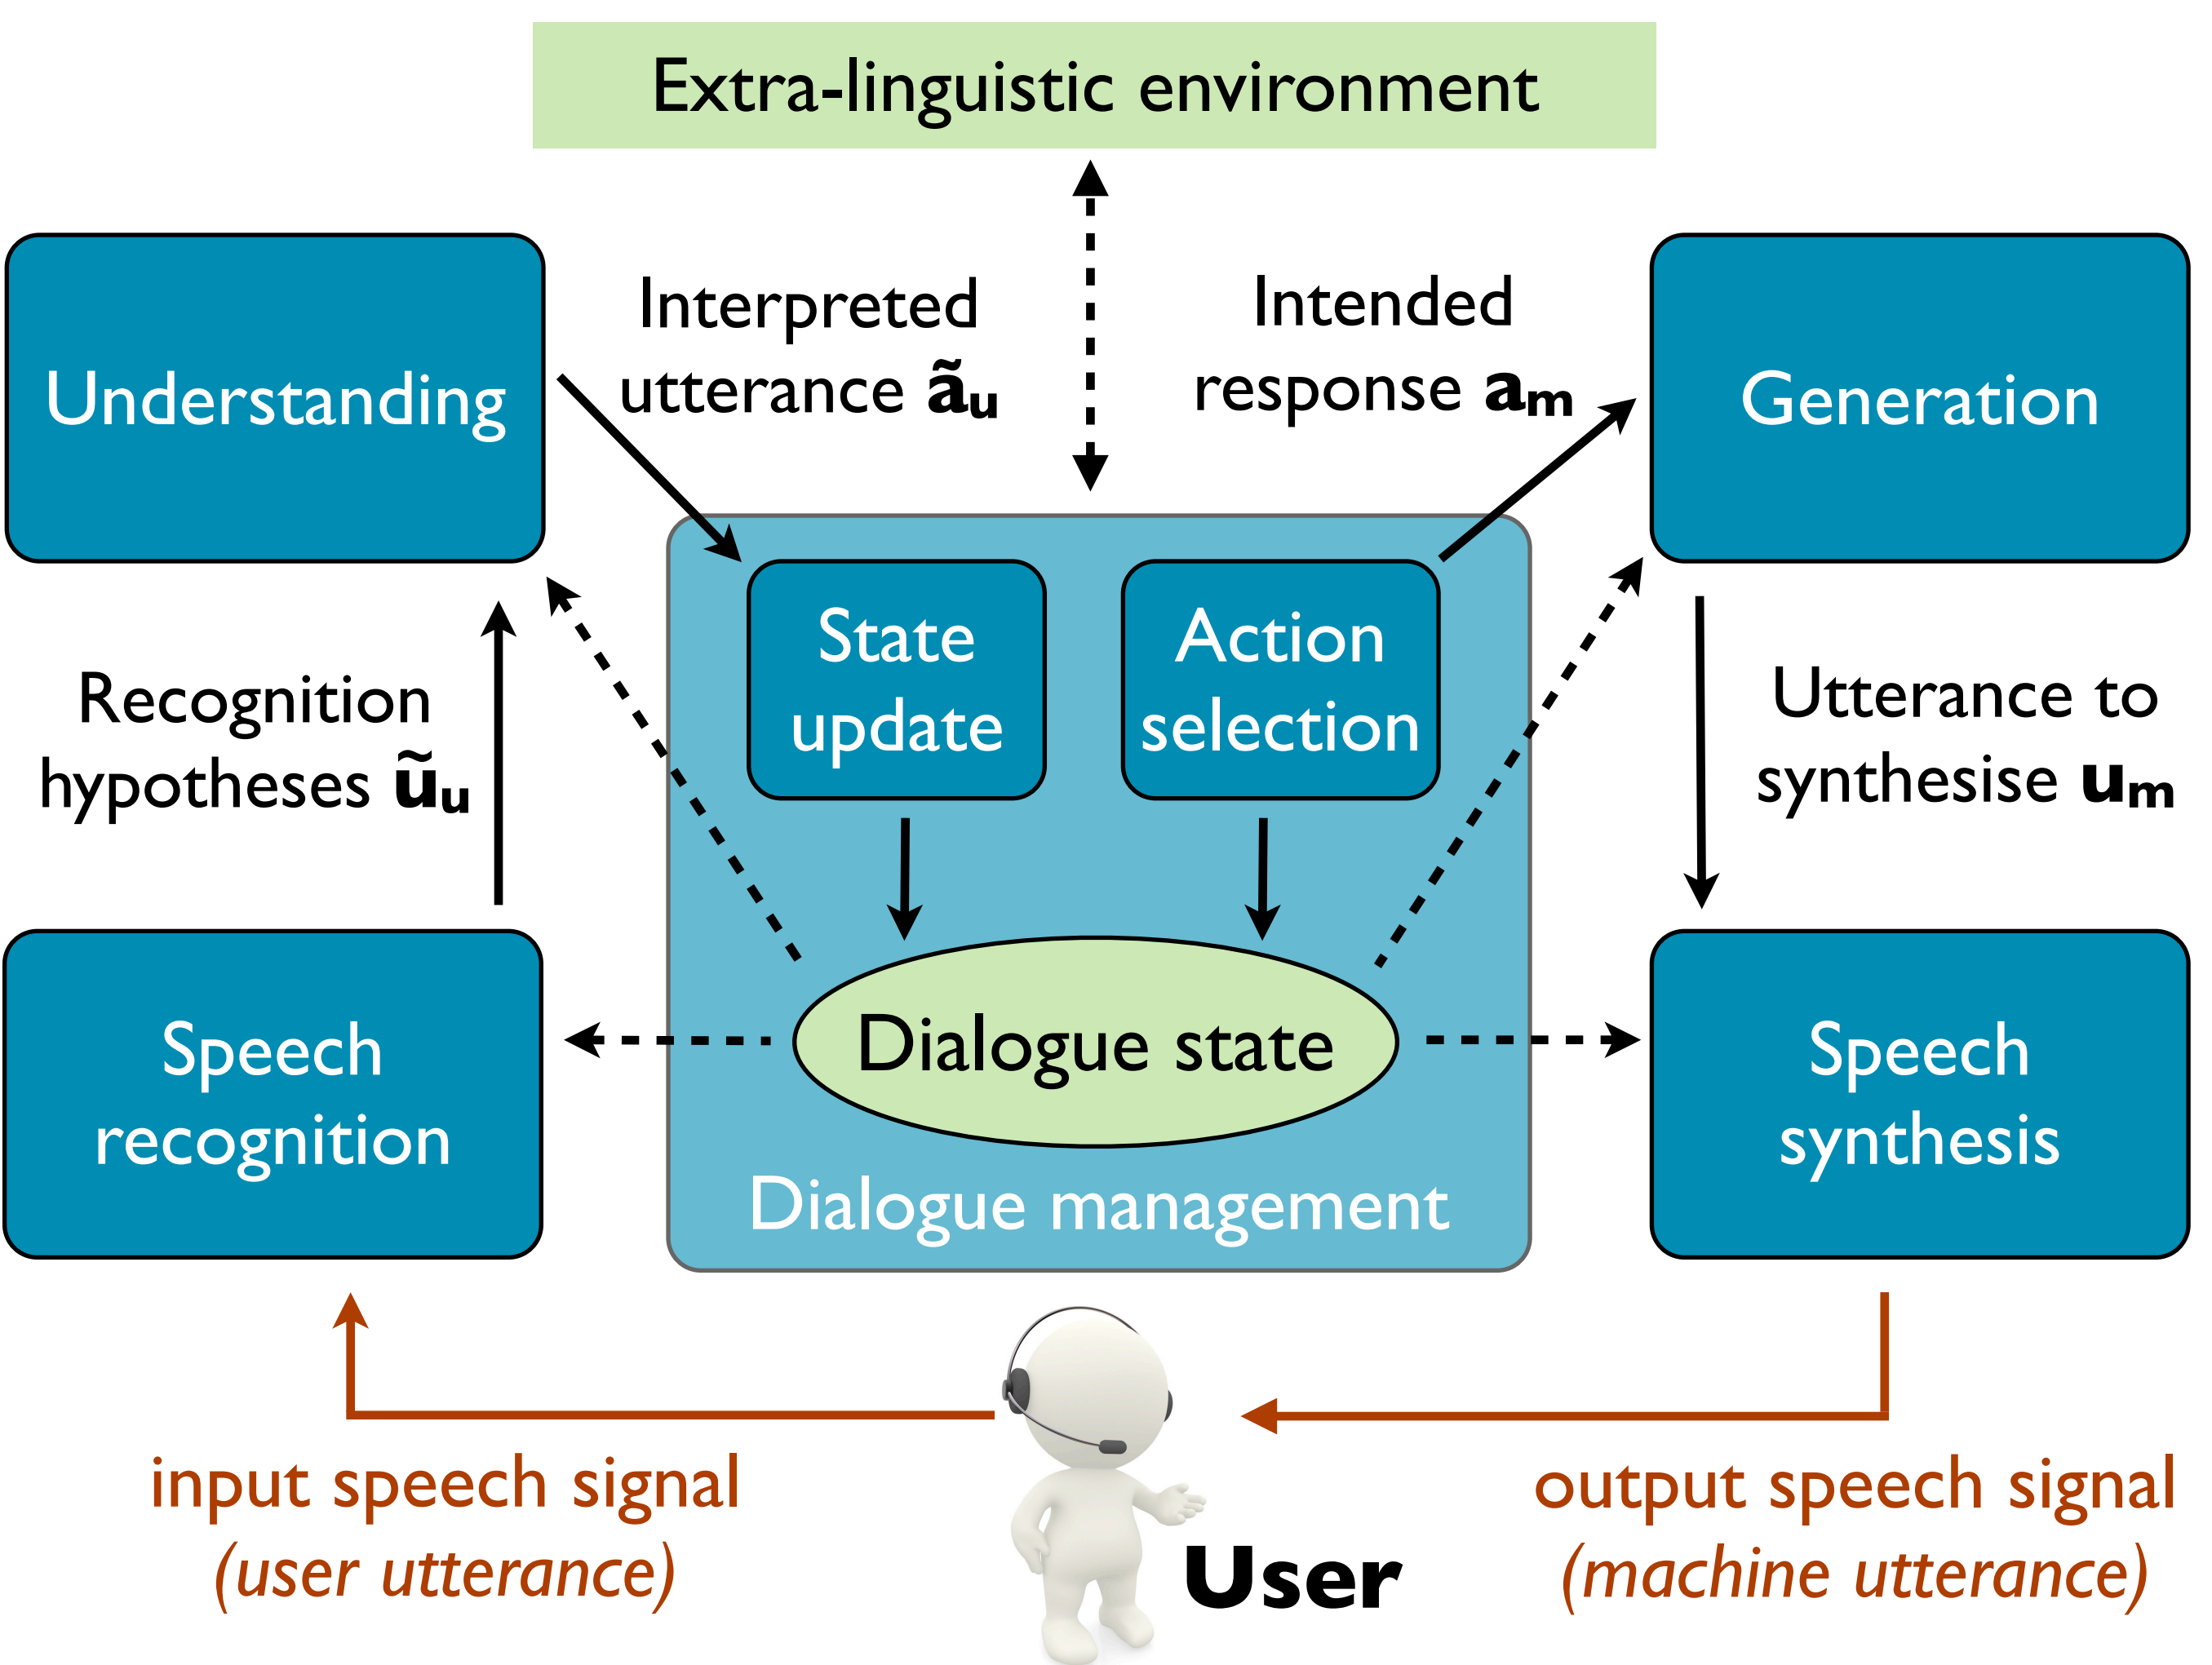 Extra-linguistic environment
Understanding
Interpreted
utterance ãu
Intended
response am
Generation
State
update
Action
selection
Recognition
hypotheses ũu
Utterance to
synthesise um
Speech
recognition
Dialogue state
Speech
synthesis
Dialogue management
input speech signal
(user utterance)
User
output speech signal
(machine utterance)